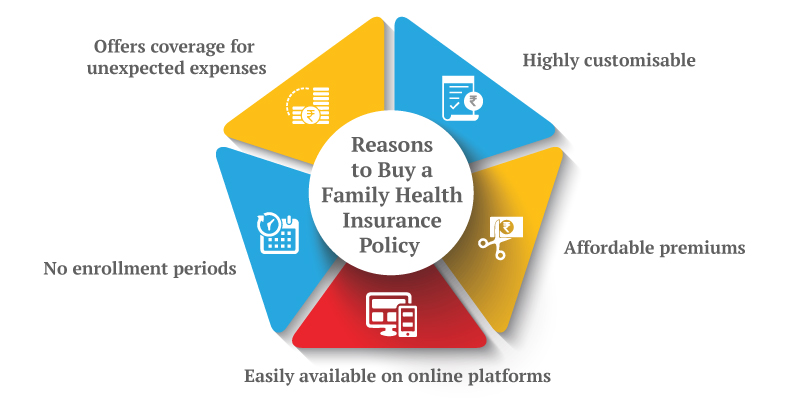 Reasons
to Buy a
Family Health
Insurance
Policy
Highly customisable
Affordable premiums
Easily available on online platforms
No enrollment periods
Offers coverage for
unexpected expenses
₹
₹
₹